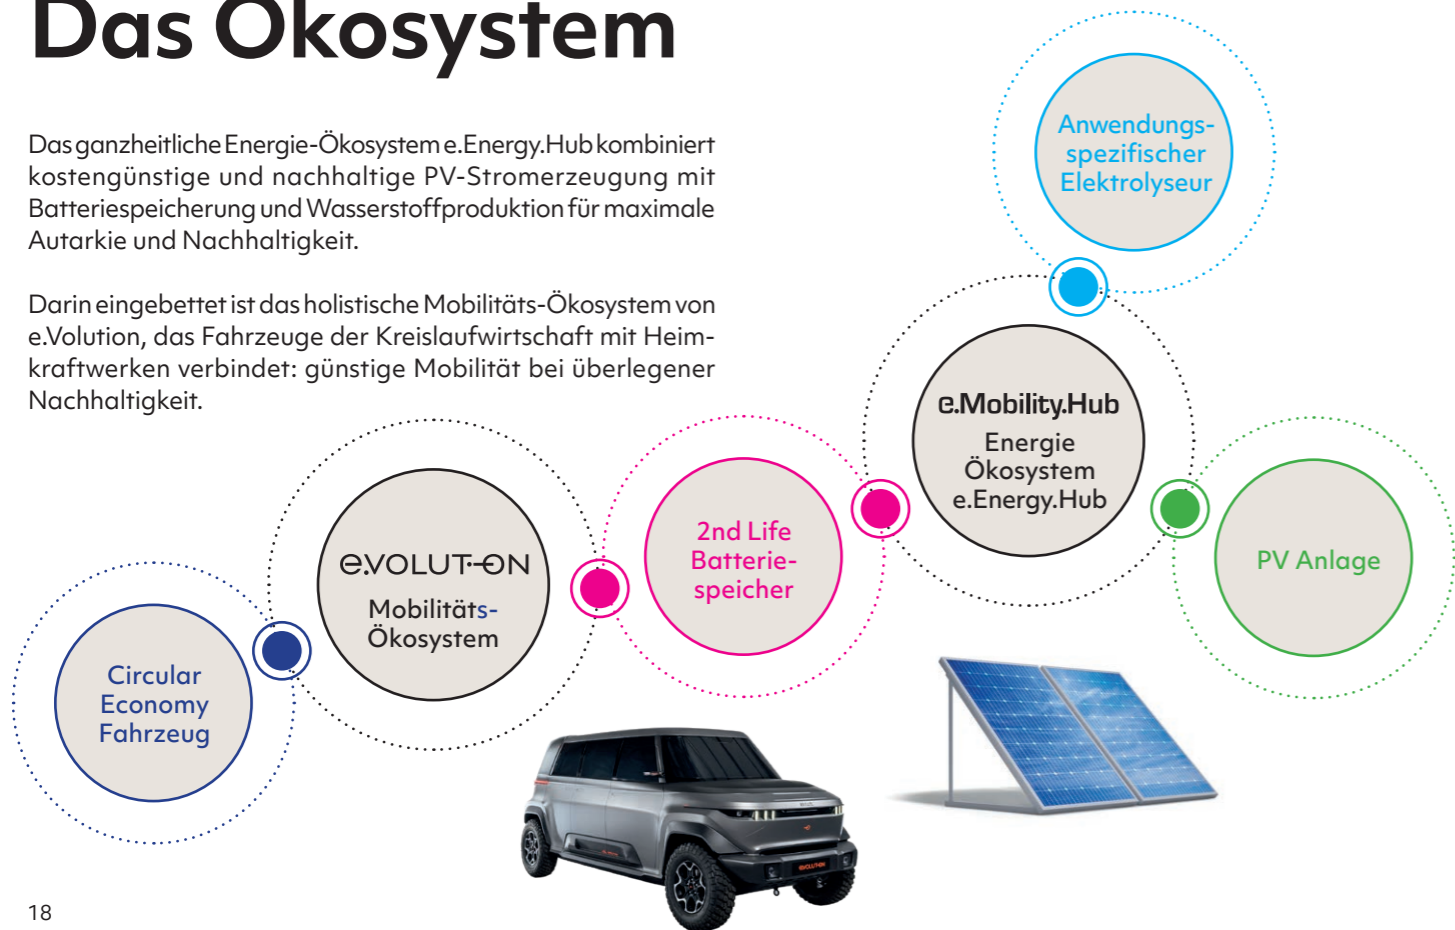 Das Ökosystem
Das ganzheitliche Energie-Ökosystem e.Energy.Hub kombiniert
kostengünstige und nachhaltige PV-Stromerzeugung mit
Batteriespeicherung und Wasserstoffproduktion für maximale
Autarkie und Nachhaltigkeit.
Darin eingebettet ist das holistische Mobilitäts-Ökosystem von
e.Volution, das Fahrzeuge der Kreislaufwirtschaft mit Heim-
kraftwerken verbindet: günstige Mobilität bei überlegener
Nachhaltigkeit.
Anwendungs-
spezifischer
Elektrolyseur
e.Mobility.Hub
Energie
Ökosystem
e.Energy.Hub
PV Anlage
2nd Life
Batterie-
speicher
e.VOLUTION
Mobilitäts-
Ökosystem
Circular
Economy
Fahrzeug
e.VOLUTION
18